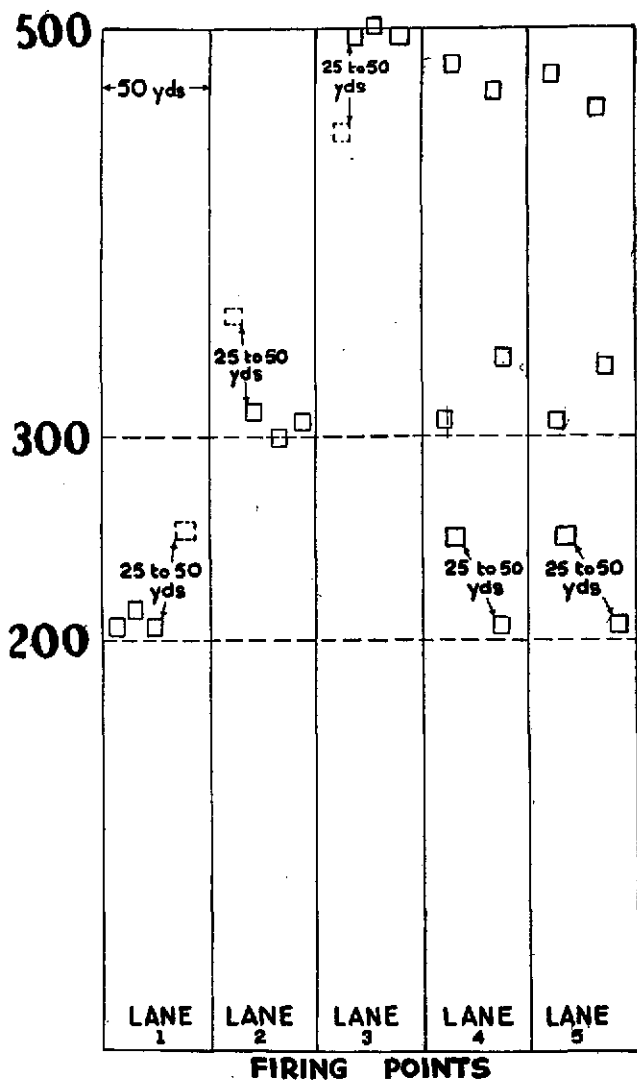 500
50 yds
25 to 50
yds
25 to 50
yds
300
25 to 50
yds
25 to 50
yds
25 to 50
yds
200
LANE
1
LANE
2
LANE
3
LANE
4
LANE
5
FIRING POINTS